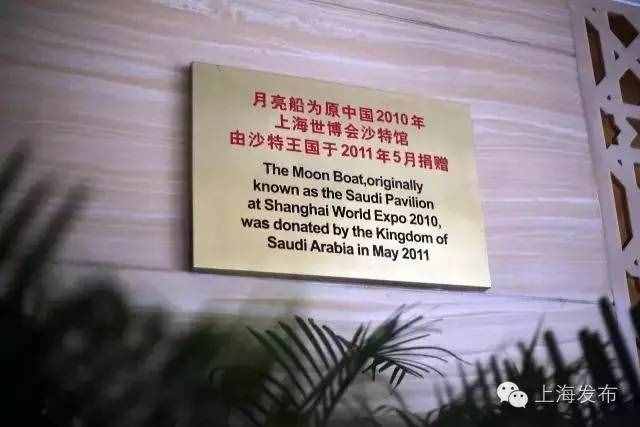 月亮船为原中国2010年
上海世博会沙特馆
由沙特王国于2011年5月捐赠
The Moon Boat,originally
known as the Saudi Pavilion
at Shanghai World Expo 2010,
was donated by the Kingdom of
Saudi Arabia in May 2011
上海发布